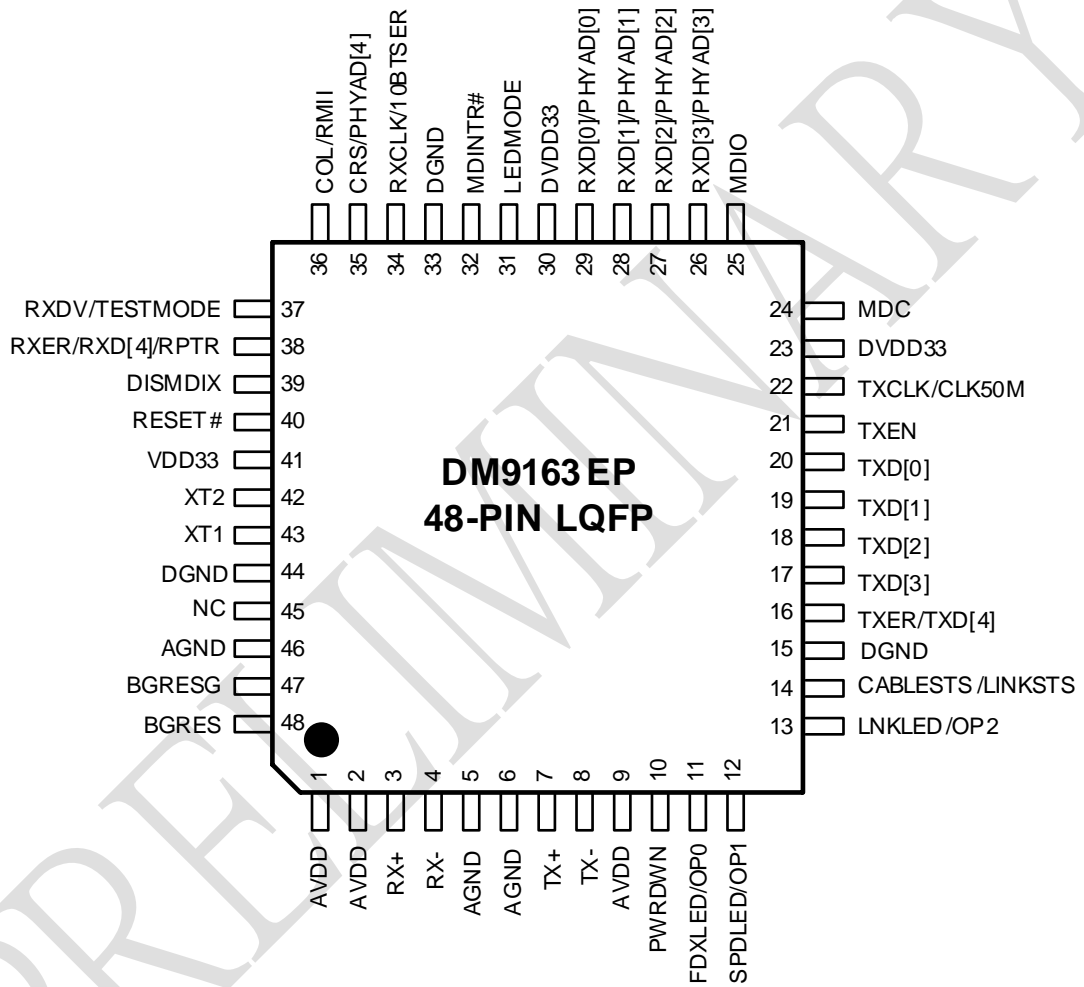 COL/RMII
CRS/PHYAD[4]
RXCLK/10BTSER
DGND
MDINTR#
LEDMODE
DVDD33
RXD[0]/PHYAD[0]
RXD[1]/PHYAD[1]
RXD[2]/PHYAD[2]
RXD[3]/PHYAD[3]
MDIO
36
35
34
33
32
31
30
29
28
27
26
25
RXDV/TESTMODE 37
RXER/RXD[4]/RPTR 38
DISMDIX 39
RESET# 40
VDD33 41
XT2 42
XT1 43
DGND 44
NC 45
AGND 46
BGRESG 47
BGRES 48
DM9163EP
48-PIN LQFP
24 MDC
23 DVDD33
22 TXCLK/CLK50M
21 TXEN
20 TXD[0]
19 TXD[1]
18 TXD[2]
17 TXD[3]
16 TXER/TXD[4]
15 DGND
14 CABLESTS/LINKSTS
13 LNKLED/OP2
1
2
3
4
5
6
7
8
9
10
11
12
AVDD
AVDD
RX+
RX-
AGND
AGND
TX+
TX-
AVDD
PWRDWN
FDXLED/OP0
SPDLED/OP1
PRELIMINARY